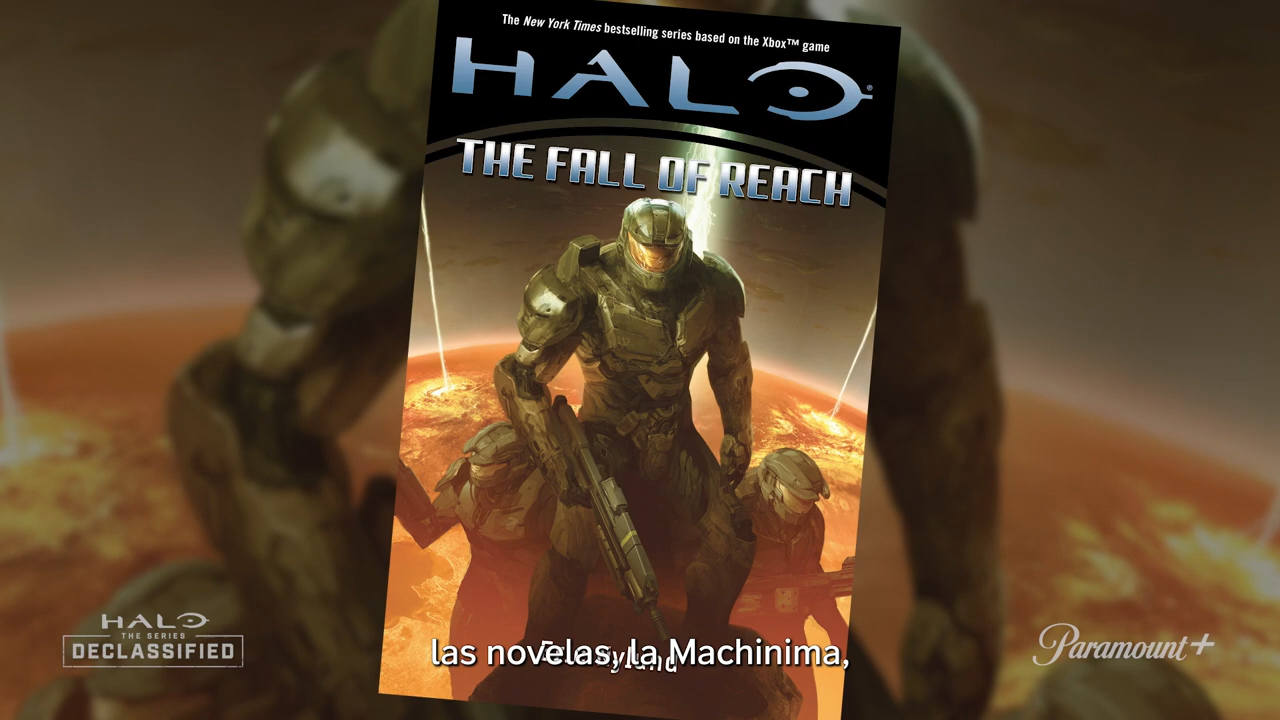 The New York Times bestselling series based on the Xbox™ game
HALO®
THE FALL OF REACH
las novelas, la Machinima,
HALO
THE SERIES
DECLASSIFIED
Paramount+